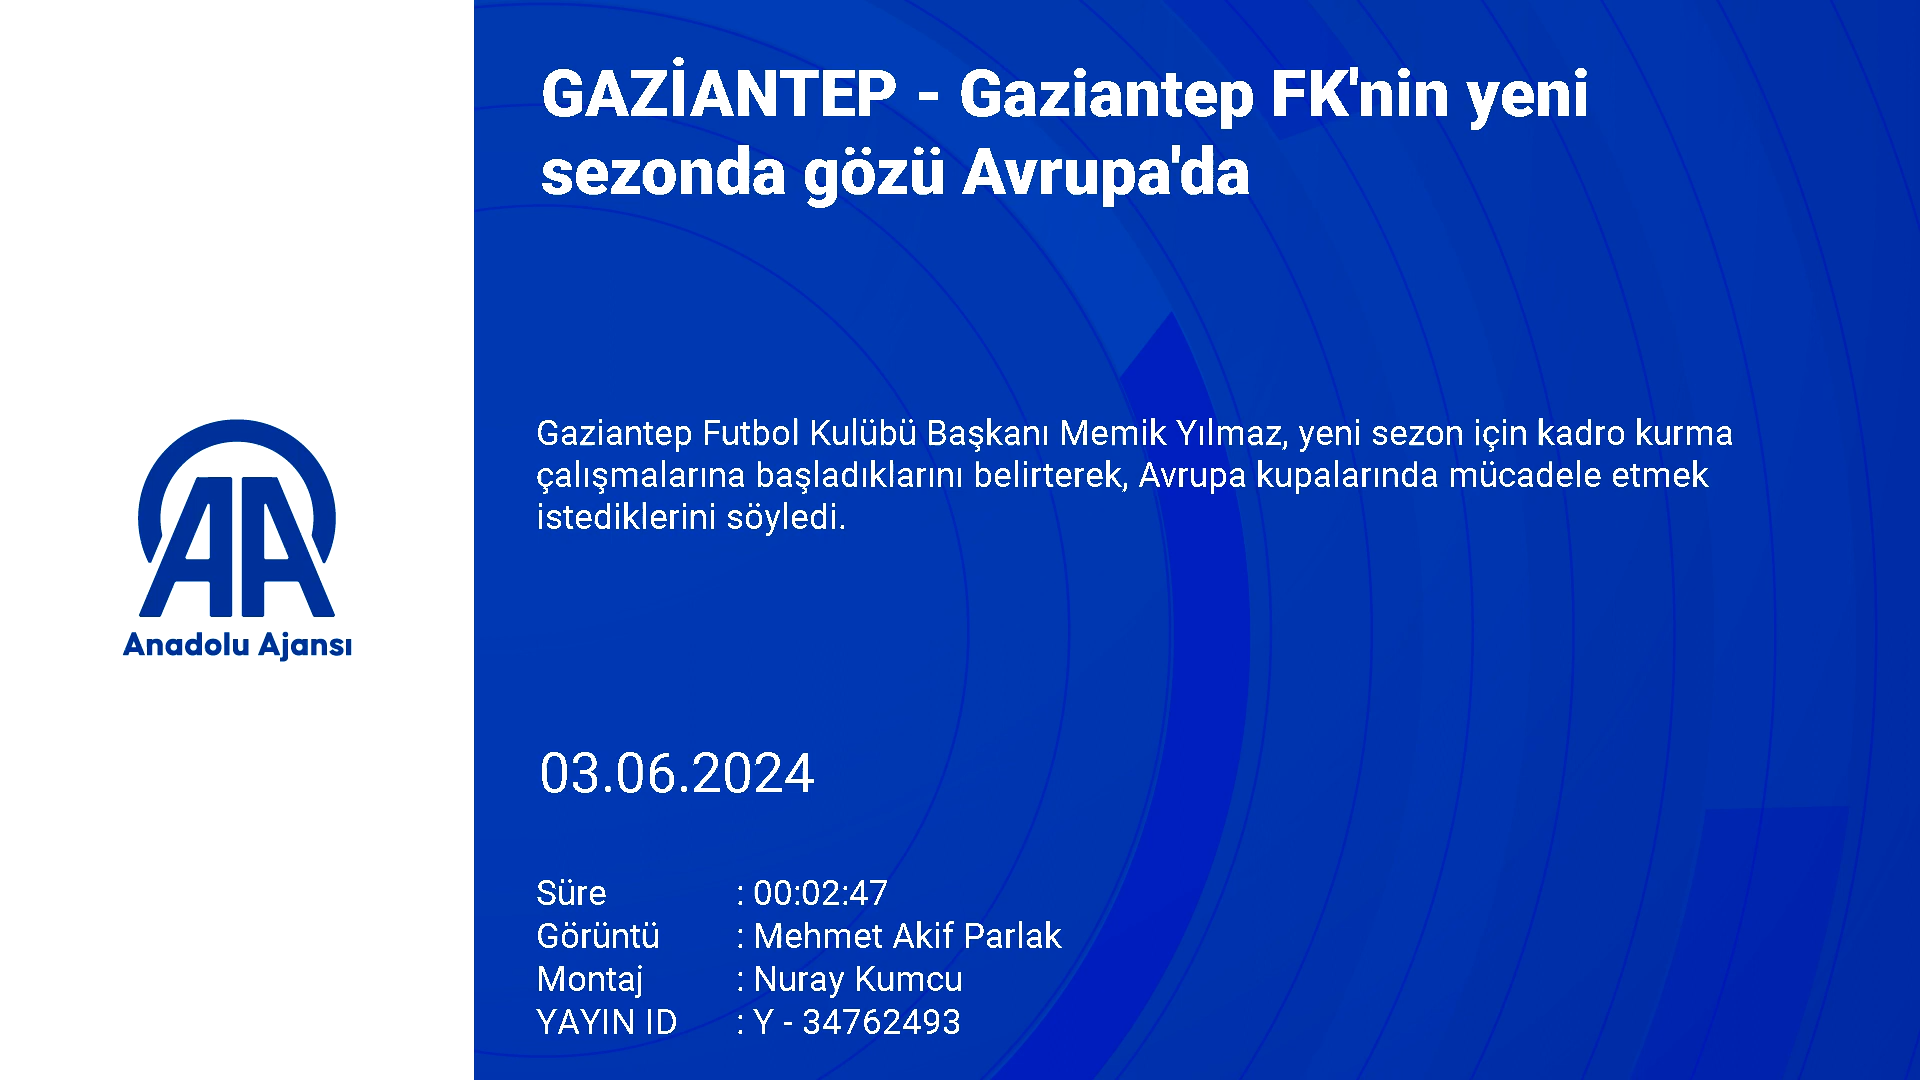 GAZİANTEP - Gaziantep FK'nin yeni
sezonda gözü Avrupa'da
Gaziantep Futbol Kulübü Başkanı Memik Yılmaz, yeni sezon için kadro kurma
çalışmalarına başladıklarını belirterek, Avrupa kupalarında mücadele etmek
istediklerini söyledi.
AA
Anadolu Ajansı
03.06.2024
Süre : 00:02:47
Görüntü : Mehmet Akif Parlak
Montaj : Nuray Kumcu
YAYIN ID : Y - 34762493